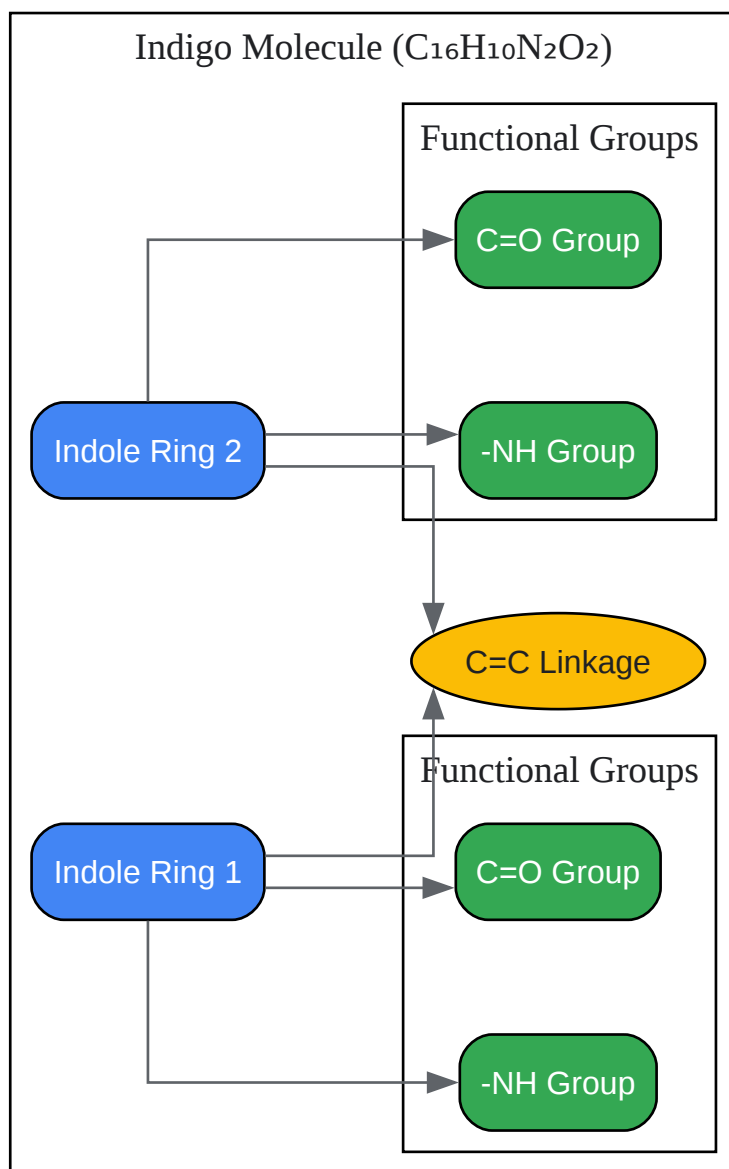 Indigo Molecule (C₁₆H₁₀N₂O₂)
Functional Groups
C=O Group
Indole Ring 2
-NH Group
C=C Linkage
Functional Groups
Indole Ring 1
C=O Group
-NH Group